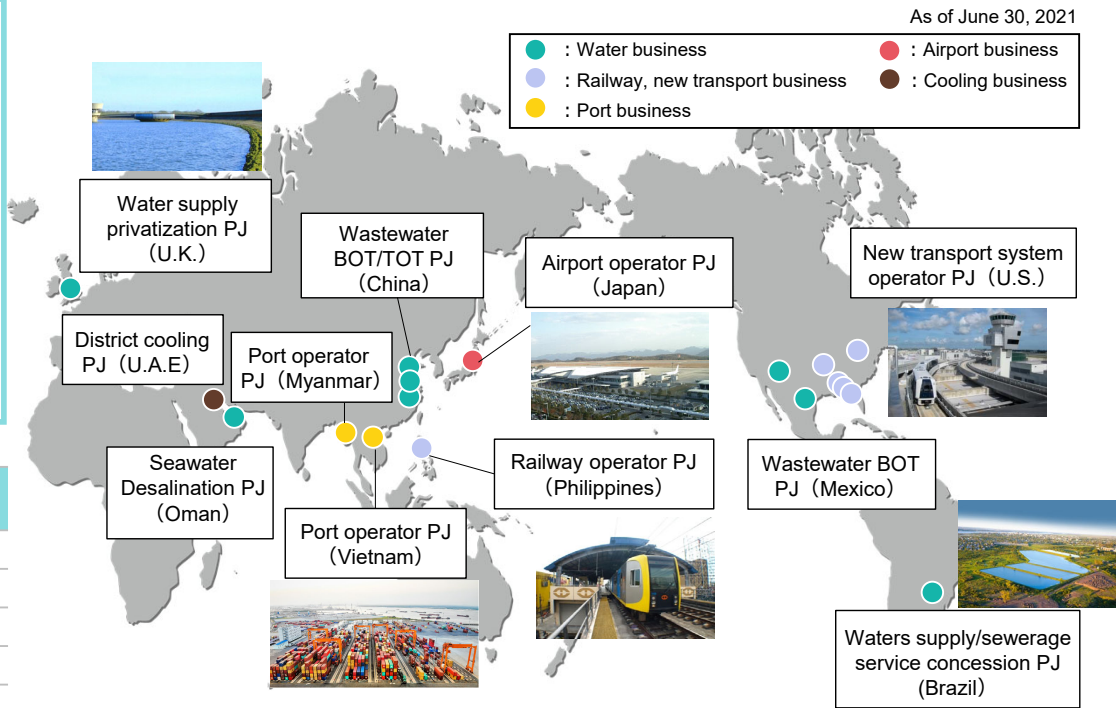 As of June 30, 2021
: Water business
: Airport business
: Railway, new transport business
: Cooling business
: Port business
Water supply
privatization PJ
（U.K.）
Wastewater
BOT/TOT PJ
（China）
Airport operator PJ
（Japan）
New transport system
operator PJ（U.S.）
District cooling
PJ（U.A.E）
Port operator
PJ（Myanmar）
Seawater
Desalination PJ
（Oman）
Railway operator PJ
（Philippines）
Wastewater BOT
PJ（Mexico）
Port operator PJ
（Vietnam）
Waters supply/sewerage
service concession PJ
(Brazil）